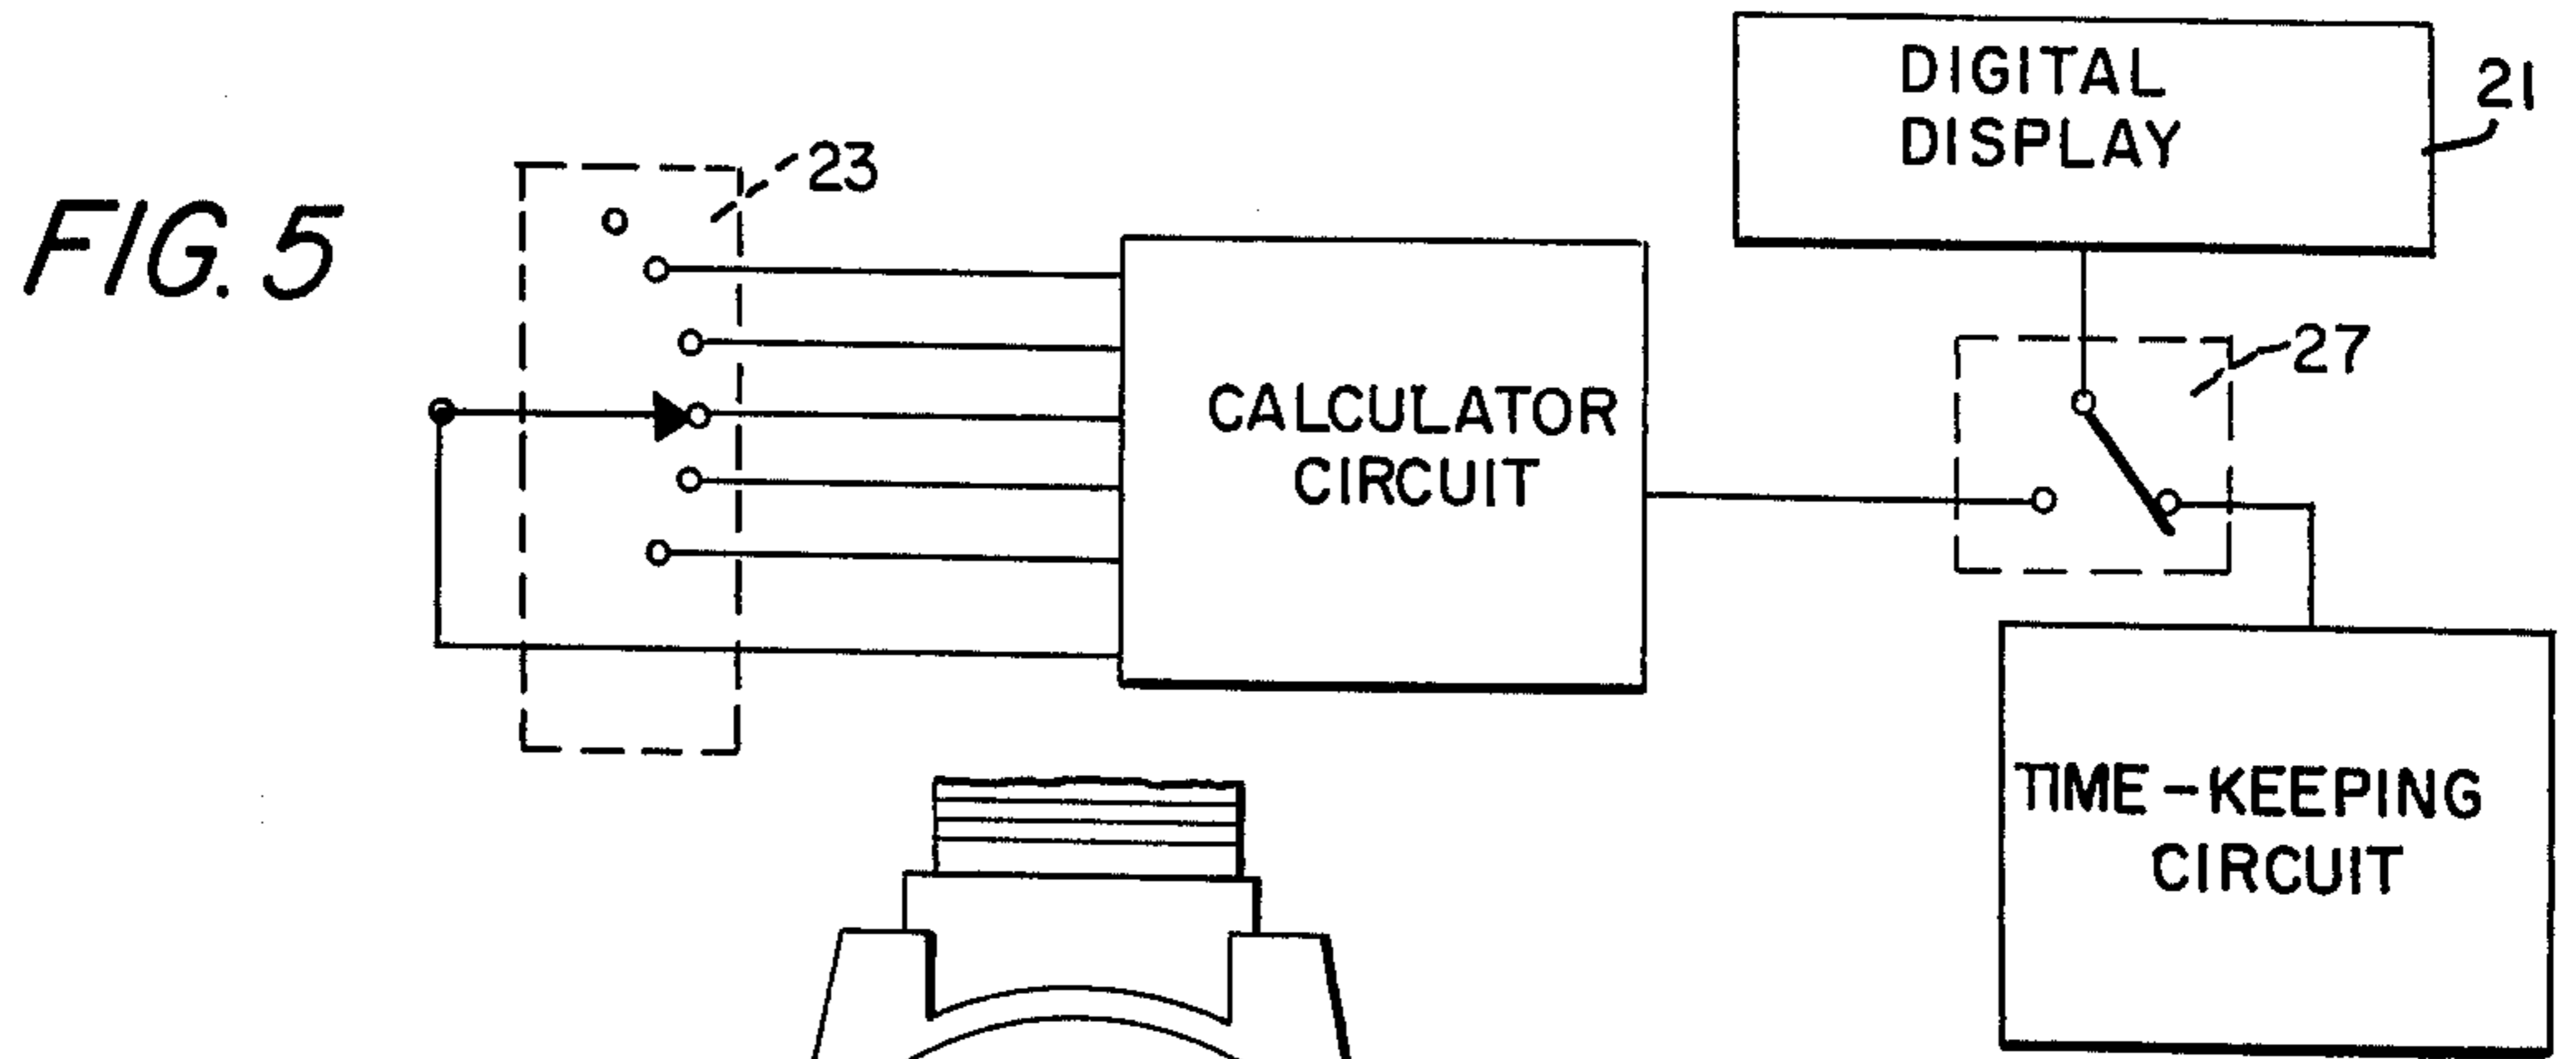 FIG. 5
23
DIGITAL
DISPLAY
21
27
CALCULATOR
CIRCUIT
TIME-KEEPING
CIRCUIT